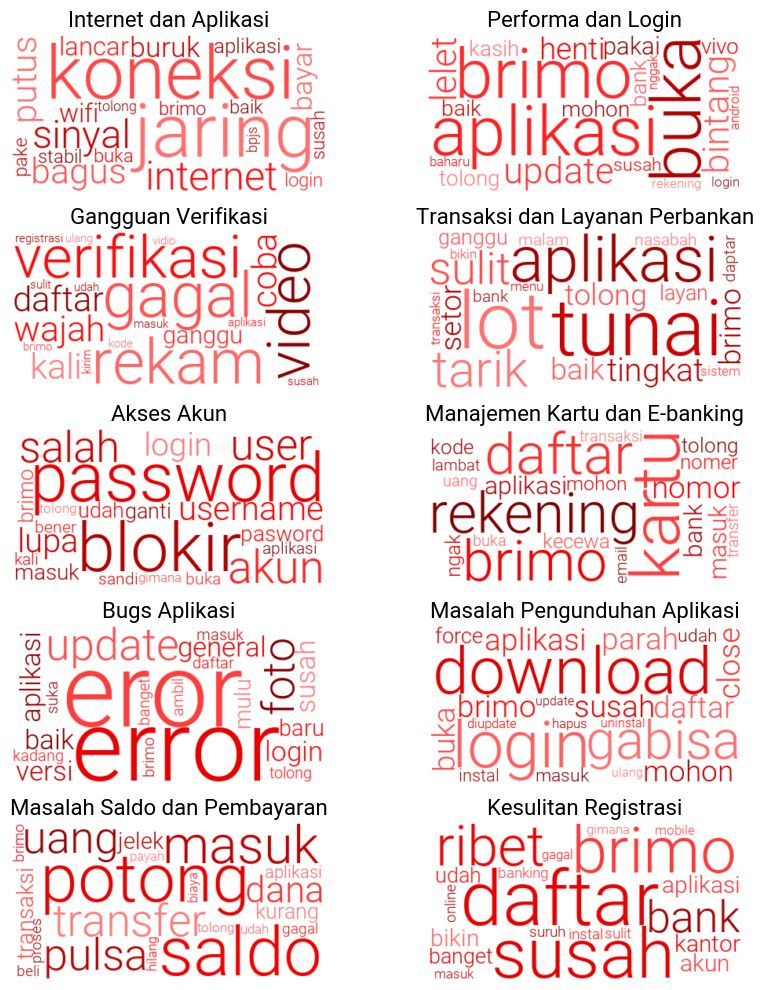 Internet dan Aplikasi
putus
lancar
buruk
aplikasi
koneksi
bayar
wifi
tolong
brimo
baik
jaring
sinyal
bpjs
susah
pake
stabil
buka
bagus
internet
login
Performa dan Login
lelet
kasih
henti
pakai
vivo
brimo
bank
nggak
buka
bintang
android
baik
mohon
aplikasi
baharu
tolong
update
susah
rekening
login
Gangguan Verifikasi
registrasi
ulang
vidio
verifikasi
coba
video
sulit
udah
daftar
gagal
wajah
masuk
aplikasi
ganggu
brimo
kode
kali
kirim
rekam
susah
Transaksi dan Layanan Perbankan
ganggu
malam
nasabah
bikin
sulit
aplikasi
daptar
menu
transaksi
setor
bank
tolong
layan
lot
tunai
brimo
tarik
baik
tingkat
sistem
Akses Akun
salah
login
user
password
brimo
tolong
udah
ganti
username
bener
lupa
blokir
pasword
aplikasi
kali
masuk
sandi
gimana
buka
akun
Manajemen Kartu dan E-banking
kode
daftar
transaksi
tolong
lambat
nomer
uang
aplikasi
mohon
kartu
nomor
rekening
bank
masuk
transfer
ngak
buka
kecewa
brimo
email
Bugs Aplikasi
aplikasi
update
masuk
general
suka
daftar
foto
susah
eror
banget
ambil
mulu
baik
error
baru
kadang
versi
brimo
login
tolong
Masalah Pengunduhan Aplikasi
force
aplikasi
parah
udah
close
download
brimo
update
susah
daftar
buka
diupdate
hapus
uninstal
login
gabisa
instal
masuk
ulang
mohon
Masalah Saldo dan Pembayaran
brimo
uang
jelek
masuk
payah
transaksi
potong
biaya
aplikasi
dana
transfer
kurang
proses
tolong
udah
gagal
beli
pulsa
hilang
saldo
Kesulitan Registrasi
ribet
gimana
mobile
gagal
brimo
udah
banking
aplikasi
online
daftar
bank
bikin
suruh
instal
sulit
kantor
banget
susah
akun
masuk